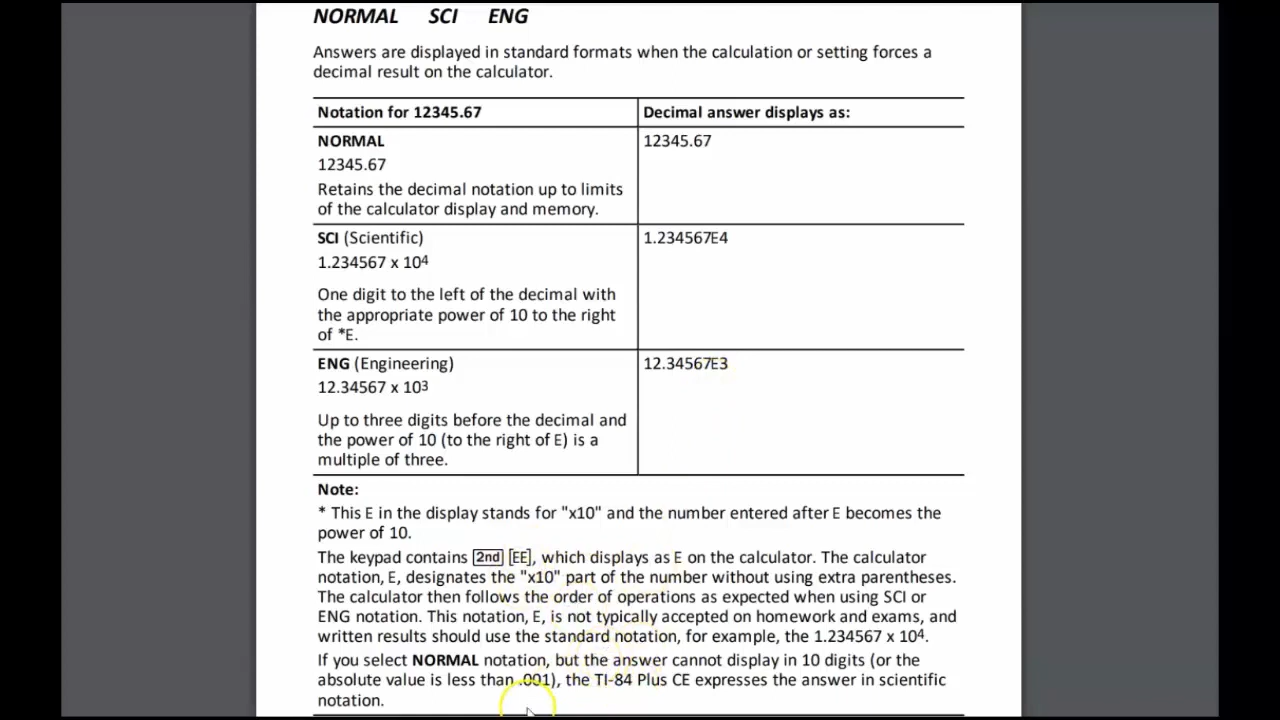 NORMAL SCI ENG
Answers are displayed in standard formats when the calculation or setting forces a
decimal result on the calculator.
Notation for 12345.67
Decimal answer displays as:
NORMAL
12345.67
12345.67
Retains the decimal notation up to limits
of the calculator display and memory.
SCI (Scientific)
1.234567E4
1.234567 x 10⁴
One digit to the left of the decimal with
the appropriate power of 10 to the right
of *E.
ENG (Engineering)
12.34567E3
12.34567 x 10³
Up to three digits before the decimal and
the power of 10 (to the right of E) is a
multiple of three.
Note:
* This E in the display stands for "x10" and the number entered after E becomes the
power of 10.
The keypad contains 2nd [EE], which displays as E on the calculator. The calculator
notation, E, designates the "x10" part of the number without using extra parentheses.
The calculator then follows the order of operations as expected when using SCI or
ENG notation. This notation, E, is not typically accepted on homework and exams, and
written results should use the standard notation, for example, the 1.234567 x 10⁴.
If you select NORMAL notation, but the answer cannot display in 10 digits (or the
absolute value is less than .001), the TI-84 Plus CE expresses the answer in scientific
notation.